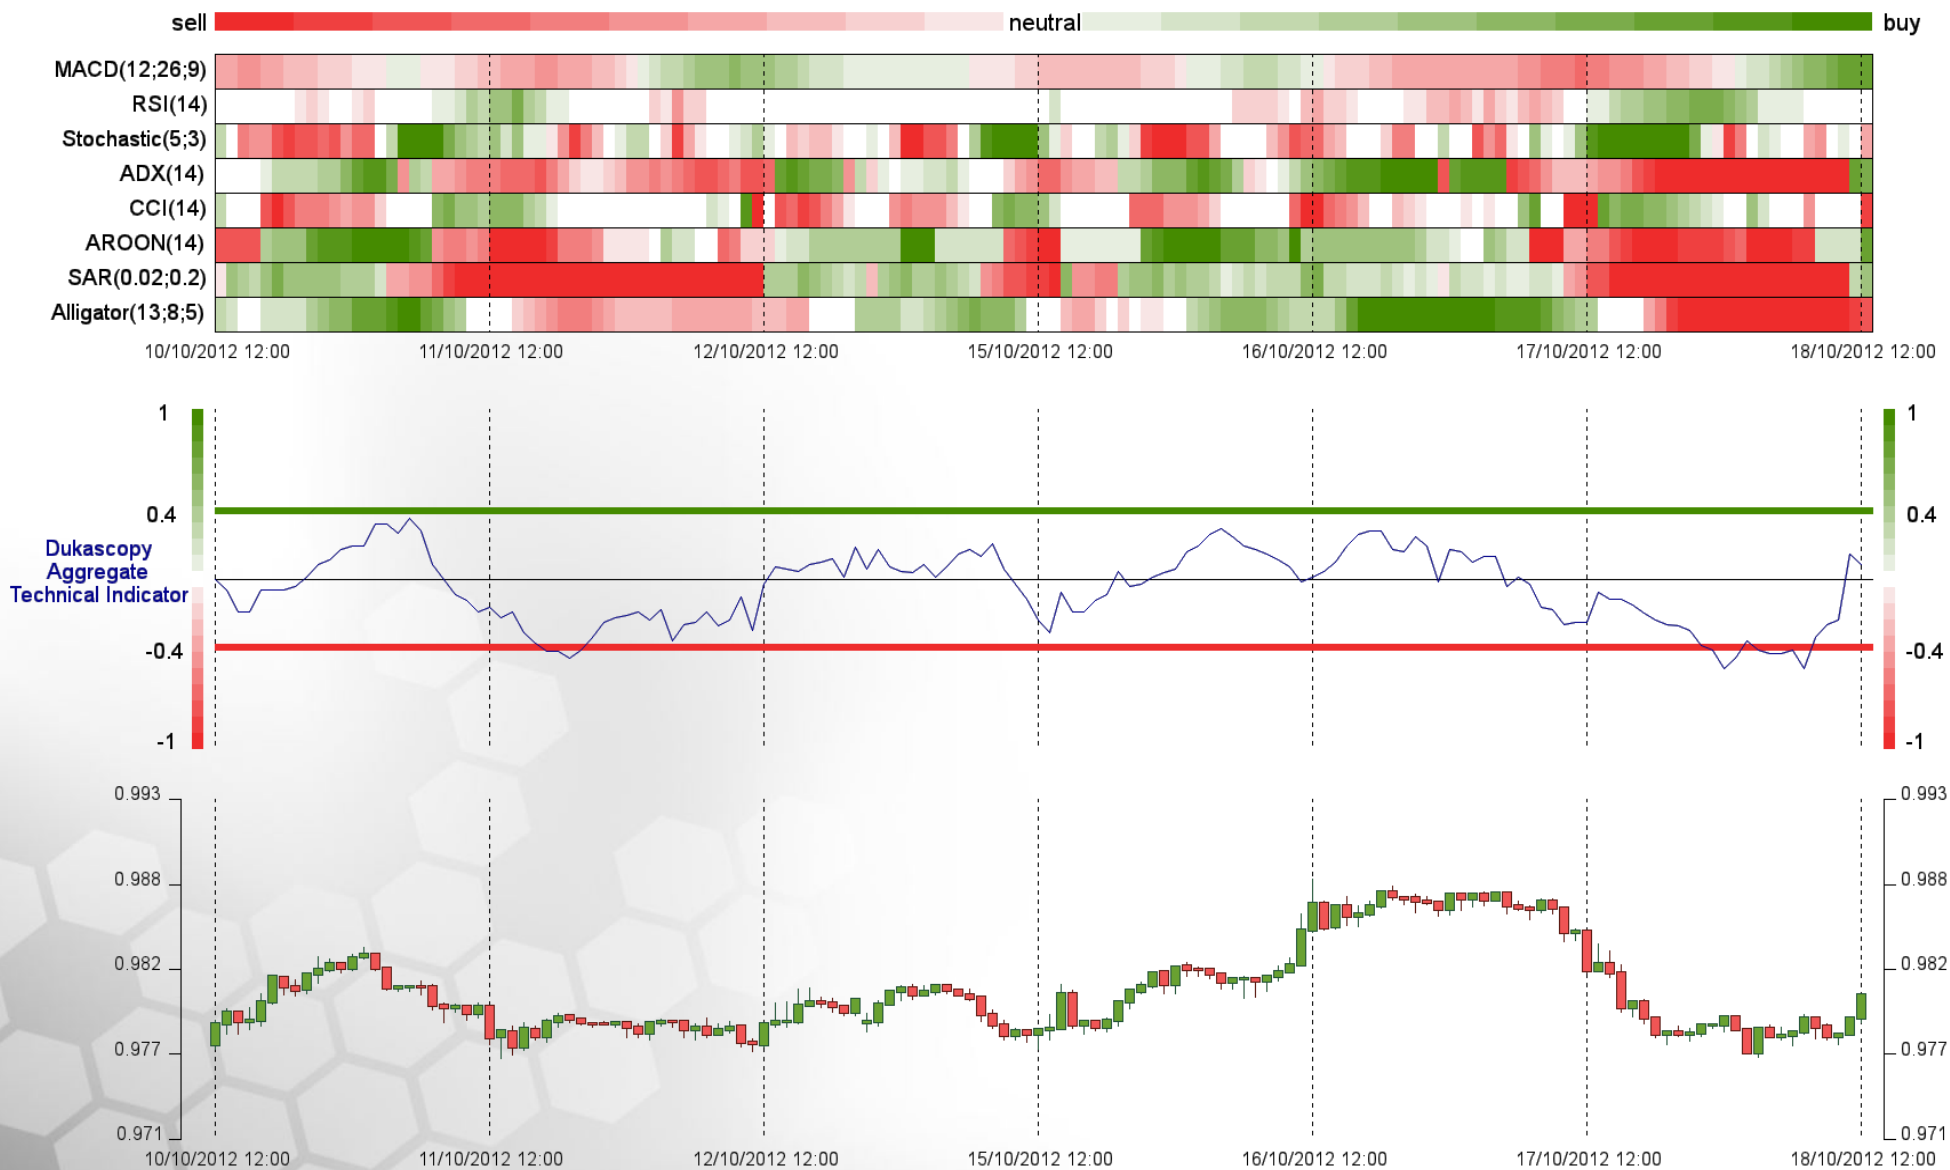 sell neutral buy
MACD(12;26;9)
RSI(14)
Stochastic(5;3)
ADX(14)
CCI(14)
AROON(14)
SAR(0.02;0.2)
Alligator(13;8;5)
10/10/2012 12:00 11/10/2012 12:00 12/10/2012 12:00 15/10/2012 12:00 16/10/2012 12:00 17/10/2012 12:00 18/10/2012 12:00
1 1
0.4 0.4
Dukascopy
Aggregate
Technical Indicator
-0.4 -0.4
-1 -1
0.993 0.993
0.988 0.988
0.982 0.982
0.977 0.977
0.971 0.971
10/10/2012 12:00 11/10/2012 12:00 12/10/2012 12:00 15/10/2012 12:00 16/10/2012 12:00 17/10/2012 12:00 18/10/2012 12:00